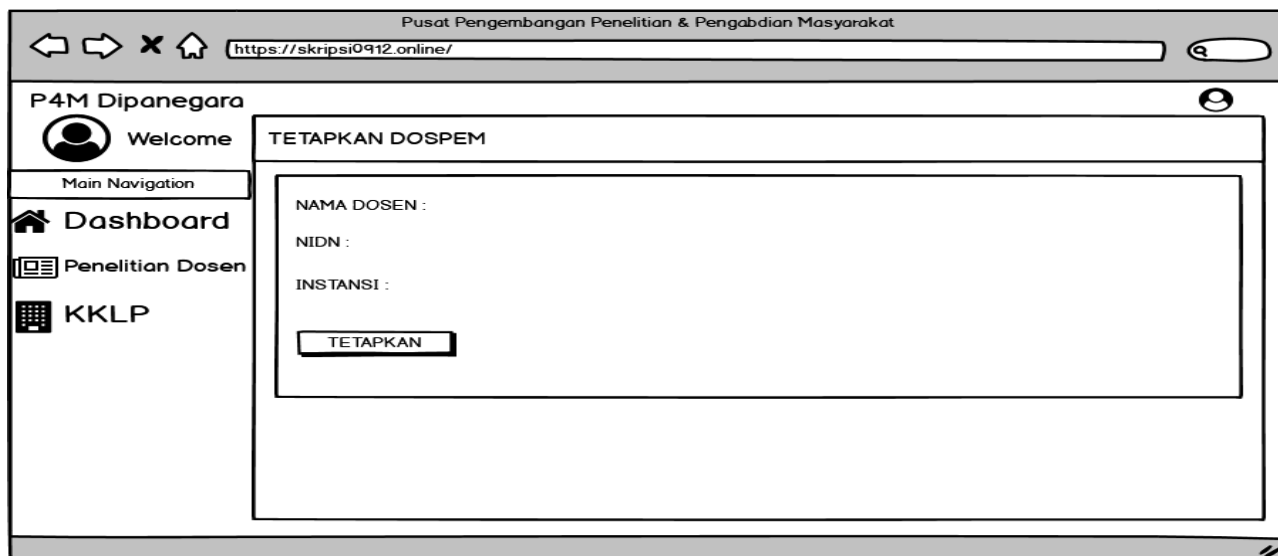 Pusat Pengembangan Penelitian & Pengabdian Masyarakat
https://skripsi0912.online/
P4M Dipanegara
Welcome
Main Navigation
Dashboard
Penelitian Dosen
KKLP
TETAPKAN DOSPEM
NAMA DOSEN :
NIDN :
INSTANSI :
TETAPKAN